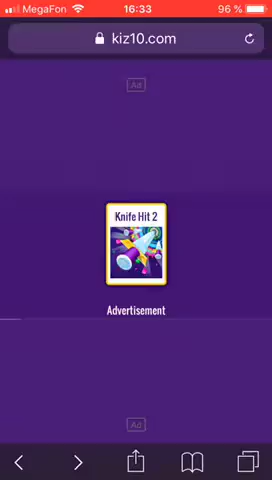 MegaFon 16:33 96 %
kiz10.com
Ad
Knife Hit 2
Advertisement
Ad